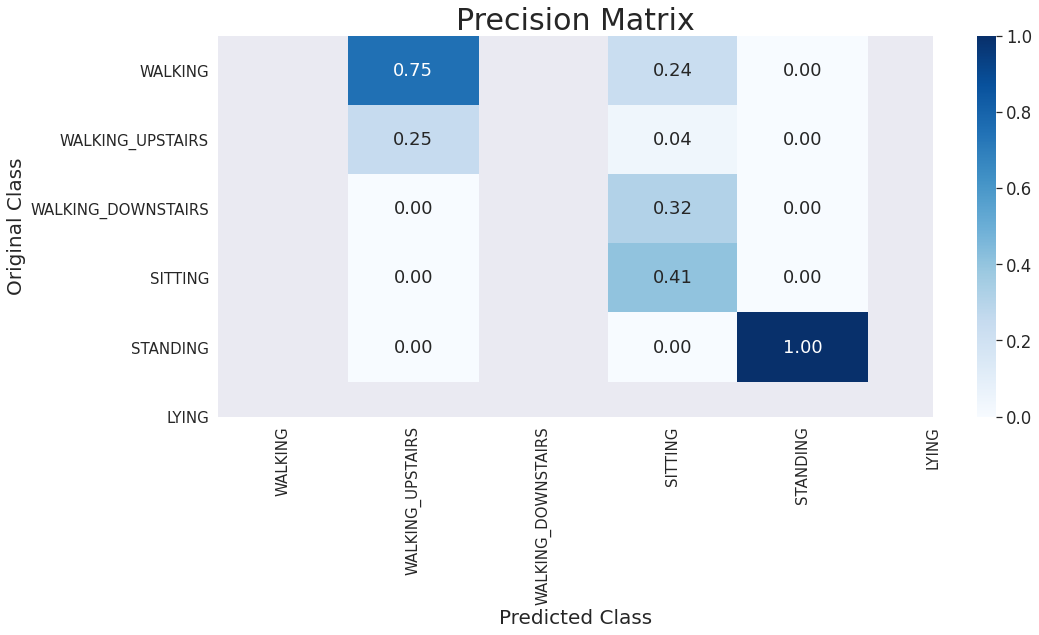 Precision Matrix
Original Class
WALKING 0.75 0.24 0.00
WALKING_UPSTAIRS 0.25 0.04 0.00
WALKING_DOWNSTAIRS 0.00 0.32 0.00
SITTING 0.00 0.41 0.00
STANDING 0.00 0.00 1.00
LYING
WALKING
WALKING_UPSTAIRS
WALKING_DOWNSTAIRS
SITTING
STANDING
LYING
Predicted Class
1.0
0.8
0.6
0.4
0.2
0.0